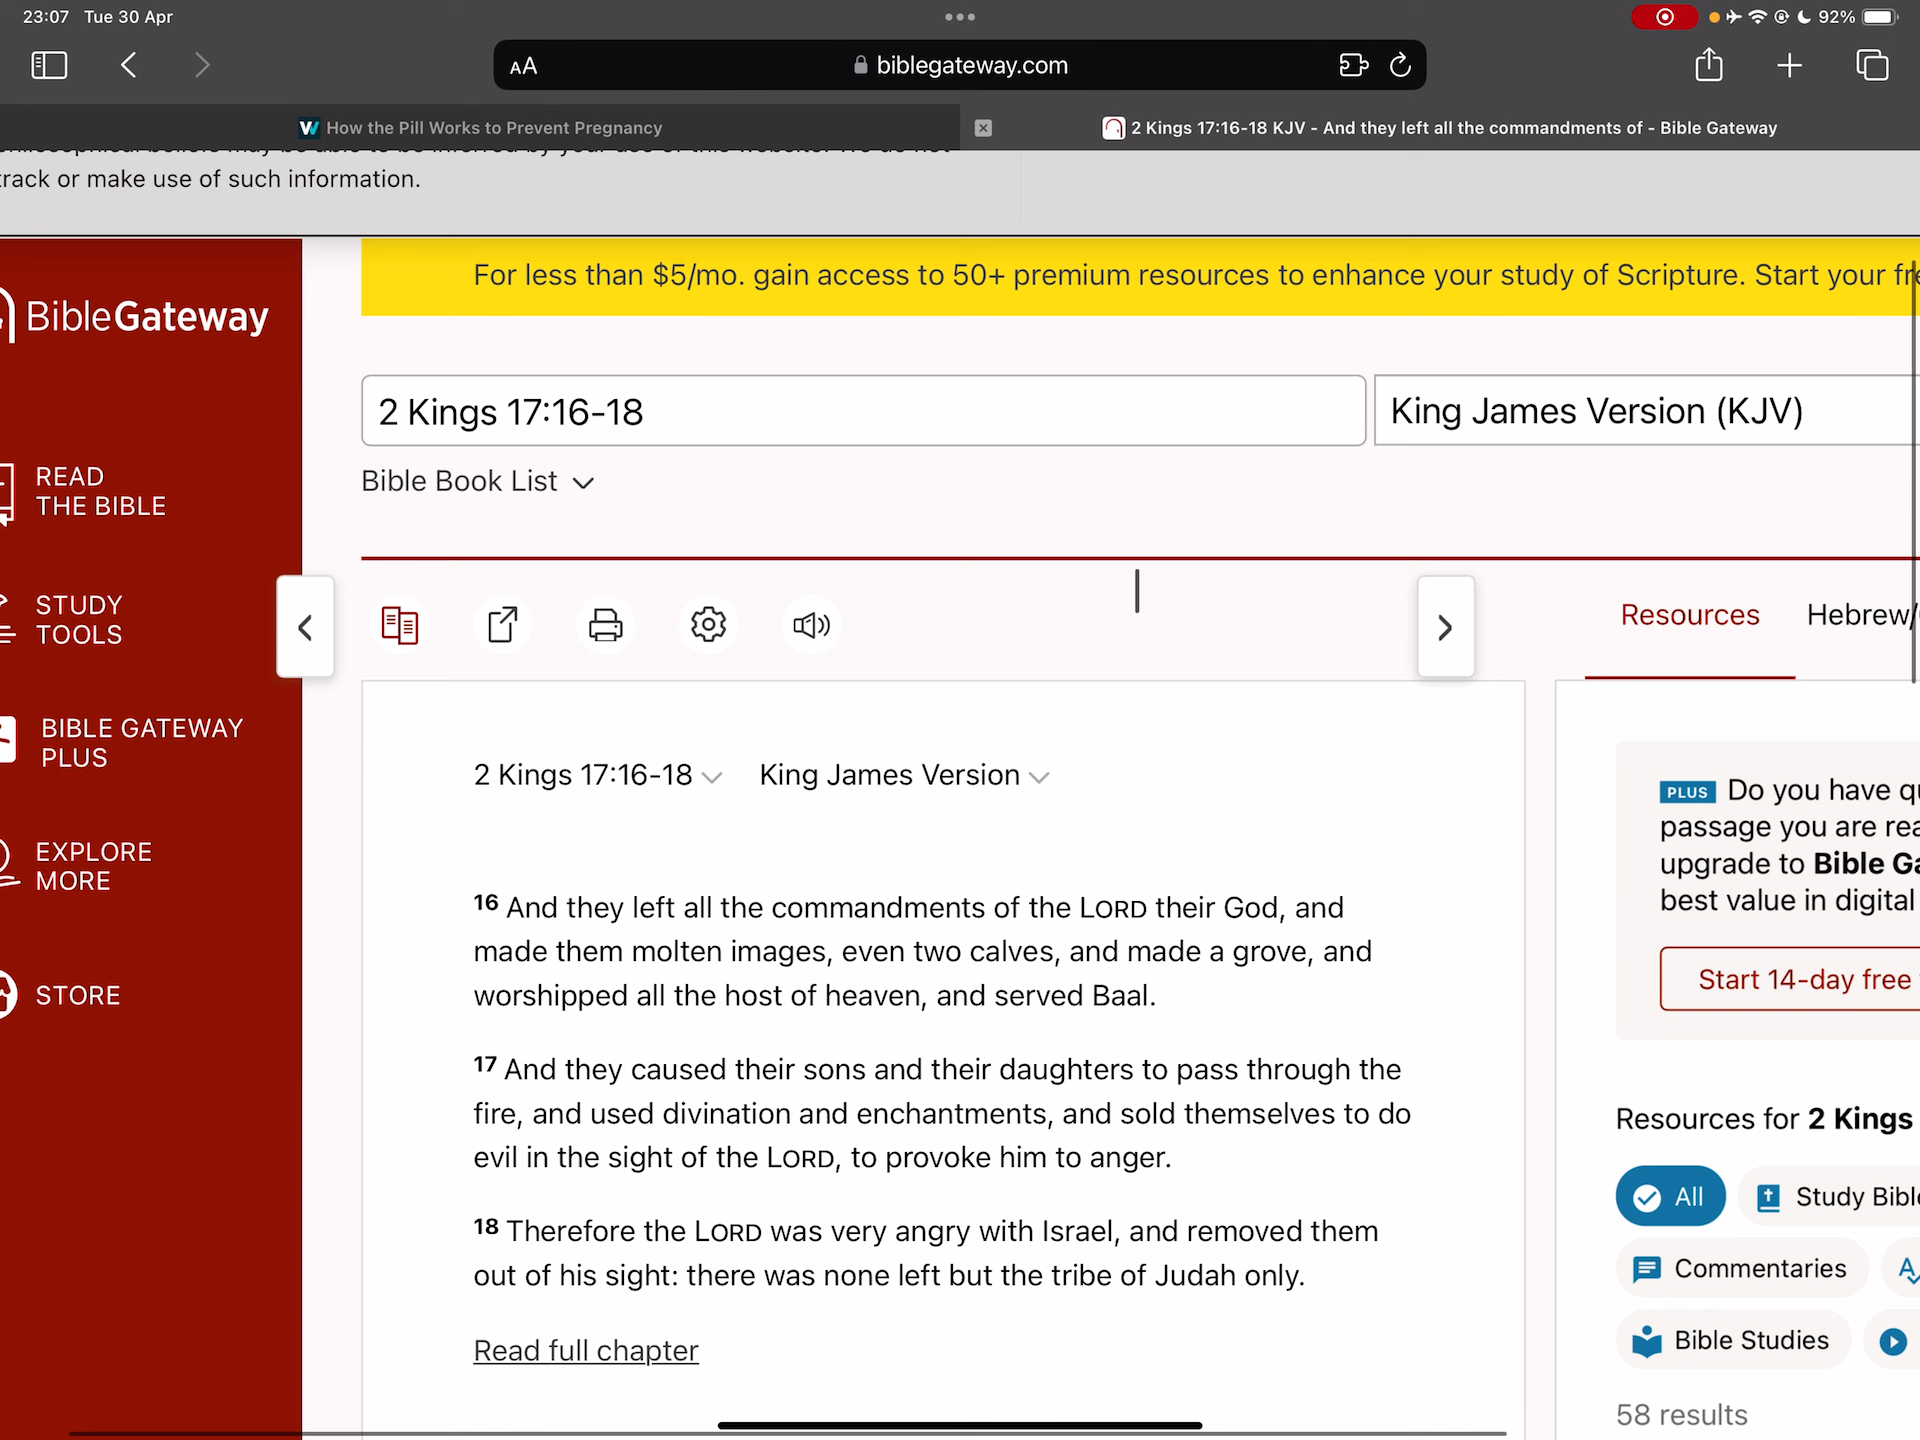 23:07 Tue 30 Apr
92%
AA
biblegateway.com
How the Pill Works to Prevent Pregnancy
2 Kings 17:16-18 KJV - And they left all the commandments of - Bible Gateway
track or make use of such information.
For less than $5/mo. gain access to 50+ premium resources to enhance your study of Scripture. Start your
BibleGateway
2 Kings 17:16-18
King James Version (KJV)
Bible Book List
READ
THE BIBLE
STUDY
TOOLS
BIBLE GATEWAY
PLUS
EXPLORE
MORE
STORE
Resources
Hebrew/
2 Kings 17:16-18
King James Version
16 And they left all the commandments of the LORD their God, and
made them molten images, even two calves, and made a grove, and
worshipped all the host of heaven, and served Baal.
17 And they caused their sons and their daughters to pass through the
fire, and used divination and enchantments, and sold themselves to do
evil in the sight of the LORD, to provoke him to anger.
18 Therefore the LORD was very angry with Israel, and removed them
out of his sight: there was none left but the tribe of Judah only.
Read full chapter
PLUS Do you have
passage you are
upgrade to Bible
best value in digital
Start 14-day free
Resources for 2 Kings
All
Study
Commentaries
Bible Studies
58 results